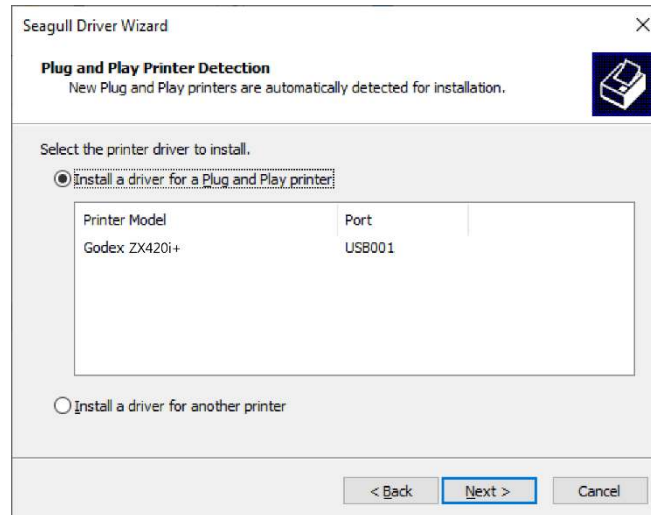 Seagull Driver Wizard
Plug and Play Printer Detection
New Plug and Play printers are automatically detected for installation.
Select the printer driver to install.
Install a driver for a Plug and Play printer
Printer Model Port
Godex ZX420i+ USB001
Install a driver for another printer
< Back Next > Cancel